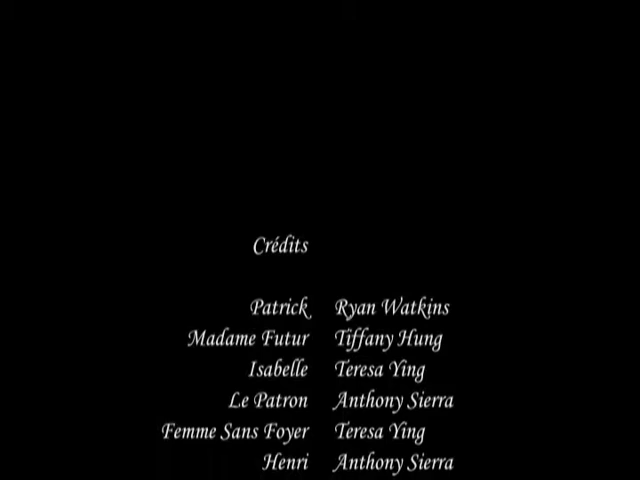 Crédits
Patrick Ryan Watkins
Madame Futur Tiffany Hung
Isabelle Teresa Ying
Le Patron Anthony Sierra
Femme Sans Foyer Teresa Ying
Henri Anthony Sierra